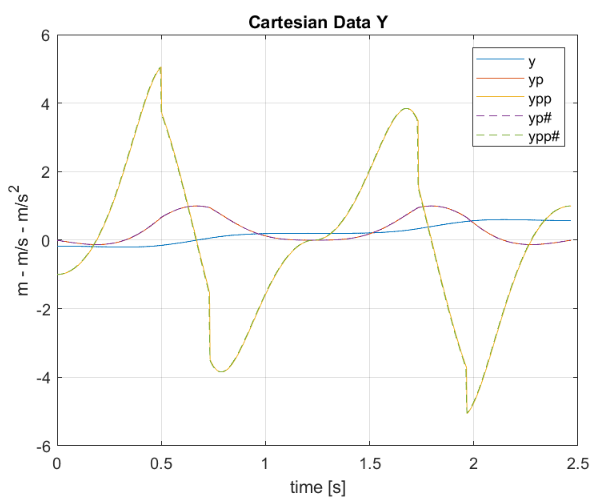 Cartesian Data Y
6
4
2
0
-2
-4
-6
m - m/s - m/s²
y
yp
ypp
yp#
ypp#
0 0.5 1 1.5 2 2.5
time [s]